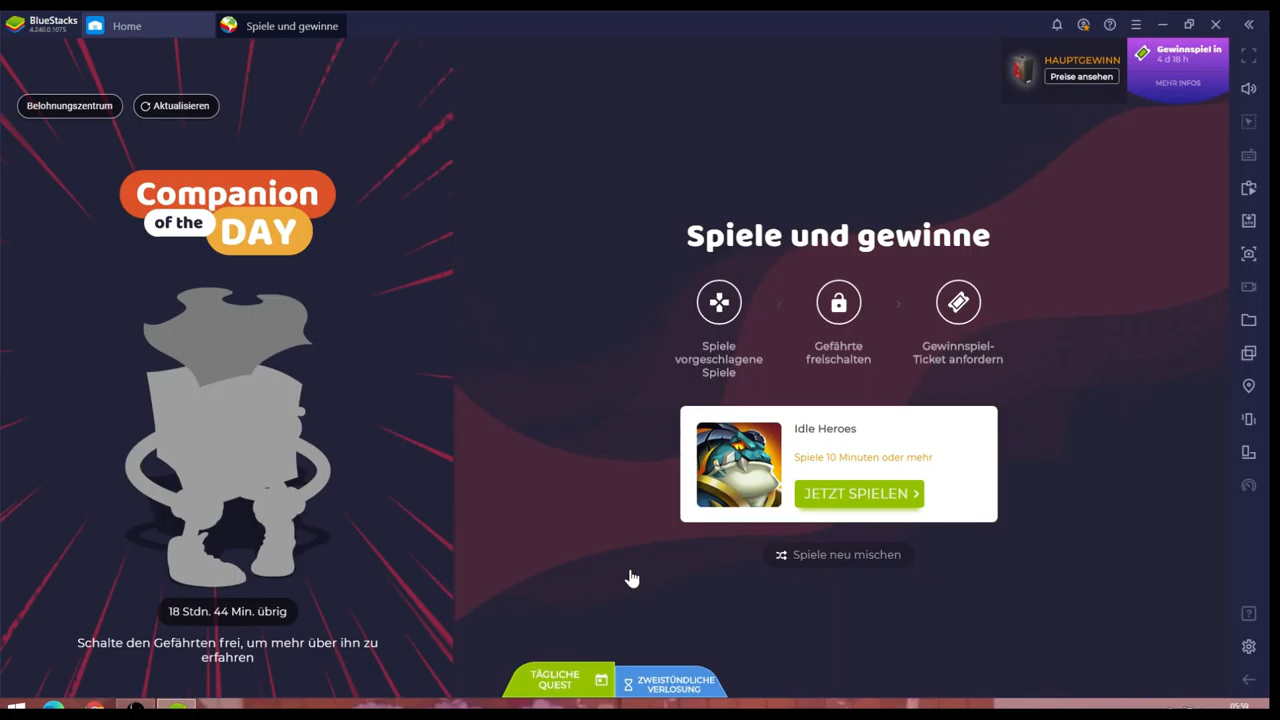 BlueStacks
4.240.0.1075
Home
Spiele und gewinne
HAUPTGEWINN
Preise ansehen
Gewinnspiel in
4 d 18 h
MEHR INFOS
Belohnungszentrum
Aktualisieren
Companion
of the
DAY
18 Stdn. 44 Min. übrig
Schalte den Gefährten frei, um mehr über ihn zu
erfahren
Spiele und gewinne
Spiele
vorgeschlagene
Spiele
Gefährte
freischalten
Gewinnspiel-
Ticket anfordern
Idle Heroes
Spiele 10 Minuten oder mehr
JETZT SPIELEN
Spiele neu mischen
TÄGLICHE
QUEST
ZWEISTÜNDLICHE
VERLOSUNG
05:59